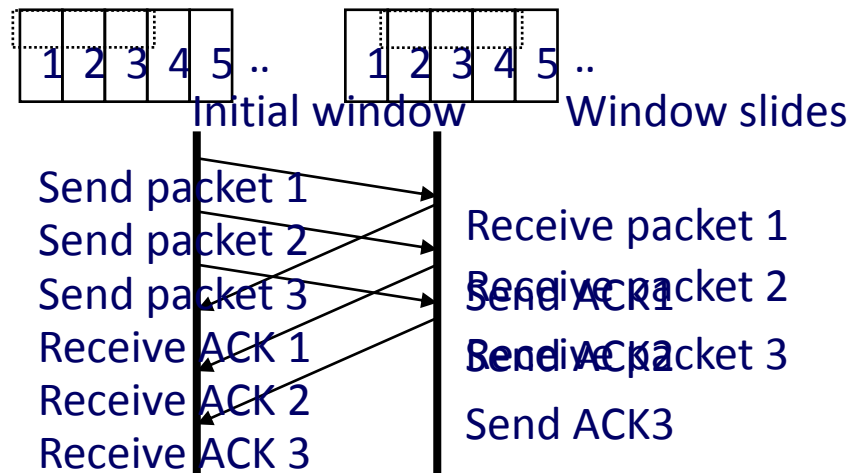 1 2 3 4 5 ..
1 2 3 4 5 ..
Initial window
Window slides
Send packet 1
Send packet 2
Send packet 3
Receive ACK 1
Receive ACK 2
Receive ACK 3
Receive packet 1
Receive packet 2
Send ACK1
Receive packet 3
Send ACK2
Send ACK3